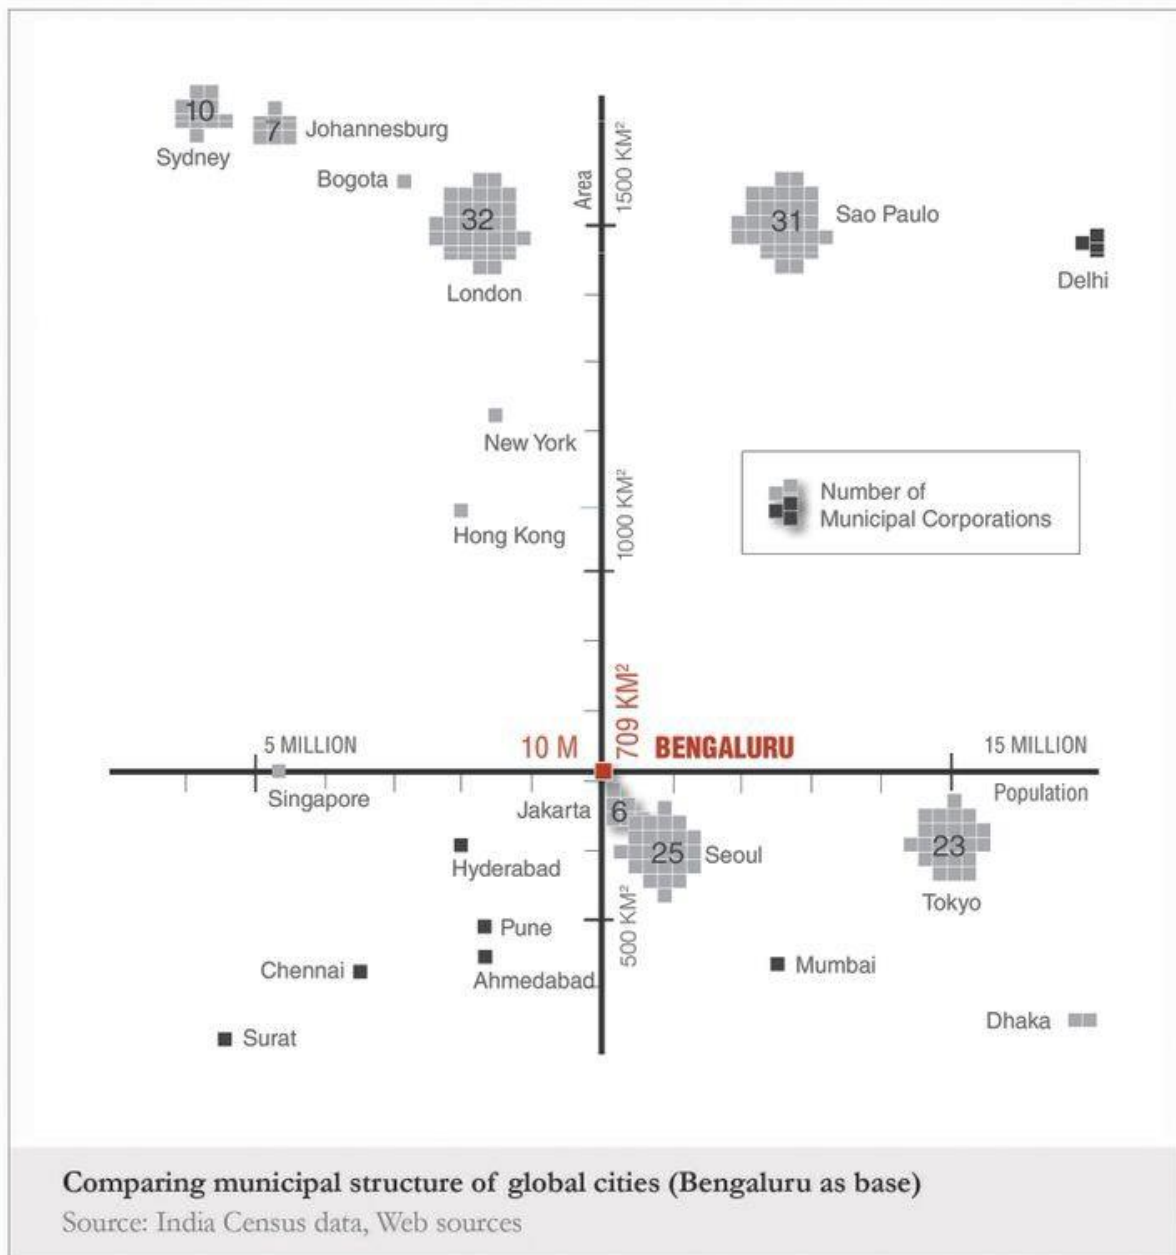 10
7
Johannesburg
Sydney
Bogota
32
London
Area
1500 KM²
31
Sao Paulo
Delhi
New York
Hong Kong
1000 KM²
Number of
Municipal Corporations
709 KM²
5 MILLION
10 M
BENGALURU
15 MILLION
Singapore
Population
Jakarta
6
Hyderabad
25
Seoul
23
Tokyo
500 KM²
Pune
Chennai
Ahmedabad
Mumbai
Surat
Dhaka
Comparing municipal structure of global cities (Bengaluru as base)
Source: India Census data, Web sources